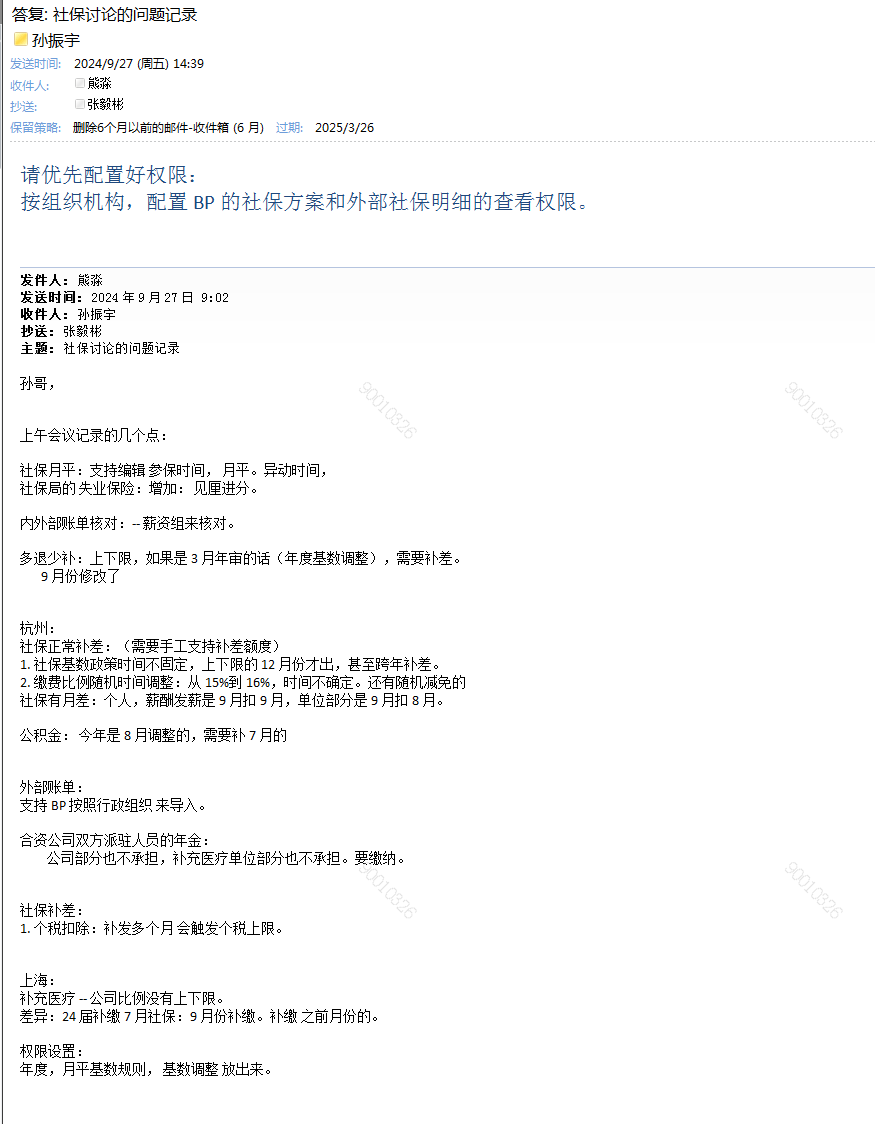 答复: 社保讨论的问题记录
孙振宇
发送时间: 2024/9/27 (周五) 14:39
收件人: 熊淼
抄送: 张毅彬
保留策略: 删除6个月以前的邮件-收件箱 (6 月) 过期: 2025/3/26
请优先配置好权限：
按组织机构，配置 BP 的社保方案和外部社保明细的查看权限。
发件人：熊淼
发送时间：2024 年 9 月 27 日 9:02
收件人：孙振宇
抄送：张毅彬
主题：社保讨论的问题记录
孙哥，
90010326
90010326
上午会议记录的几个点：
社保月平：支持编辑 参保时间， 月平。异动时间，
社保局的 失业保险：增加： 见厘进分。
内外部账单核对：-- 薪资组来核对。
多退少补：上下限，如果是 3 月年审的话（年度基数调整），需要补差。
9 月份修改了
杭州：
社保正常补差：（需要手工支持补差额度）
1. 社保基数政策时间不固定，上下限的 12 月份才出，甚至跨年补差。
2. 缴费比例随机时间调整：从 15%到 16%，时间不确定。还有随机减免的
社保有月差：个人，薪酬发薪是 9 月扣 9 月，单位部分是 9 月扣 8 月。
公积金： 今年是 8 月调整的，需要补 7 月的
外部账单：
支持 BP 按照行政组织 来导入。
合资公司双方派驻人员的年金：
公司部分也不承担，补充医疗单位部分也不承担。要缴纳。
90010326
90010326
社保补差：
1. 个税扣除：补发多个月 会触发个税上限。
上海：
补充医疗 -- 公司比例没有上下限。
差异：24 届补缴 7 月社保：9 月份补缴。补缴 之前月份的。
权限设置：
年度，月平基数规则， 基数调整 放出来。